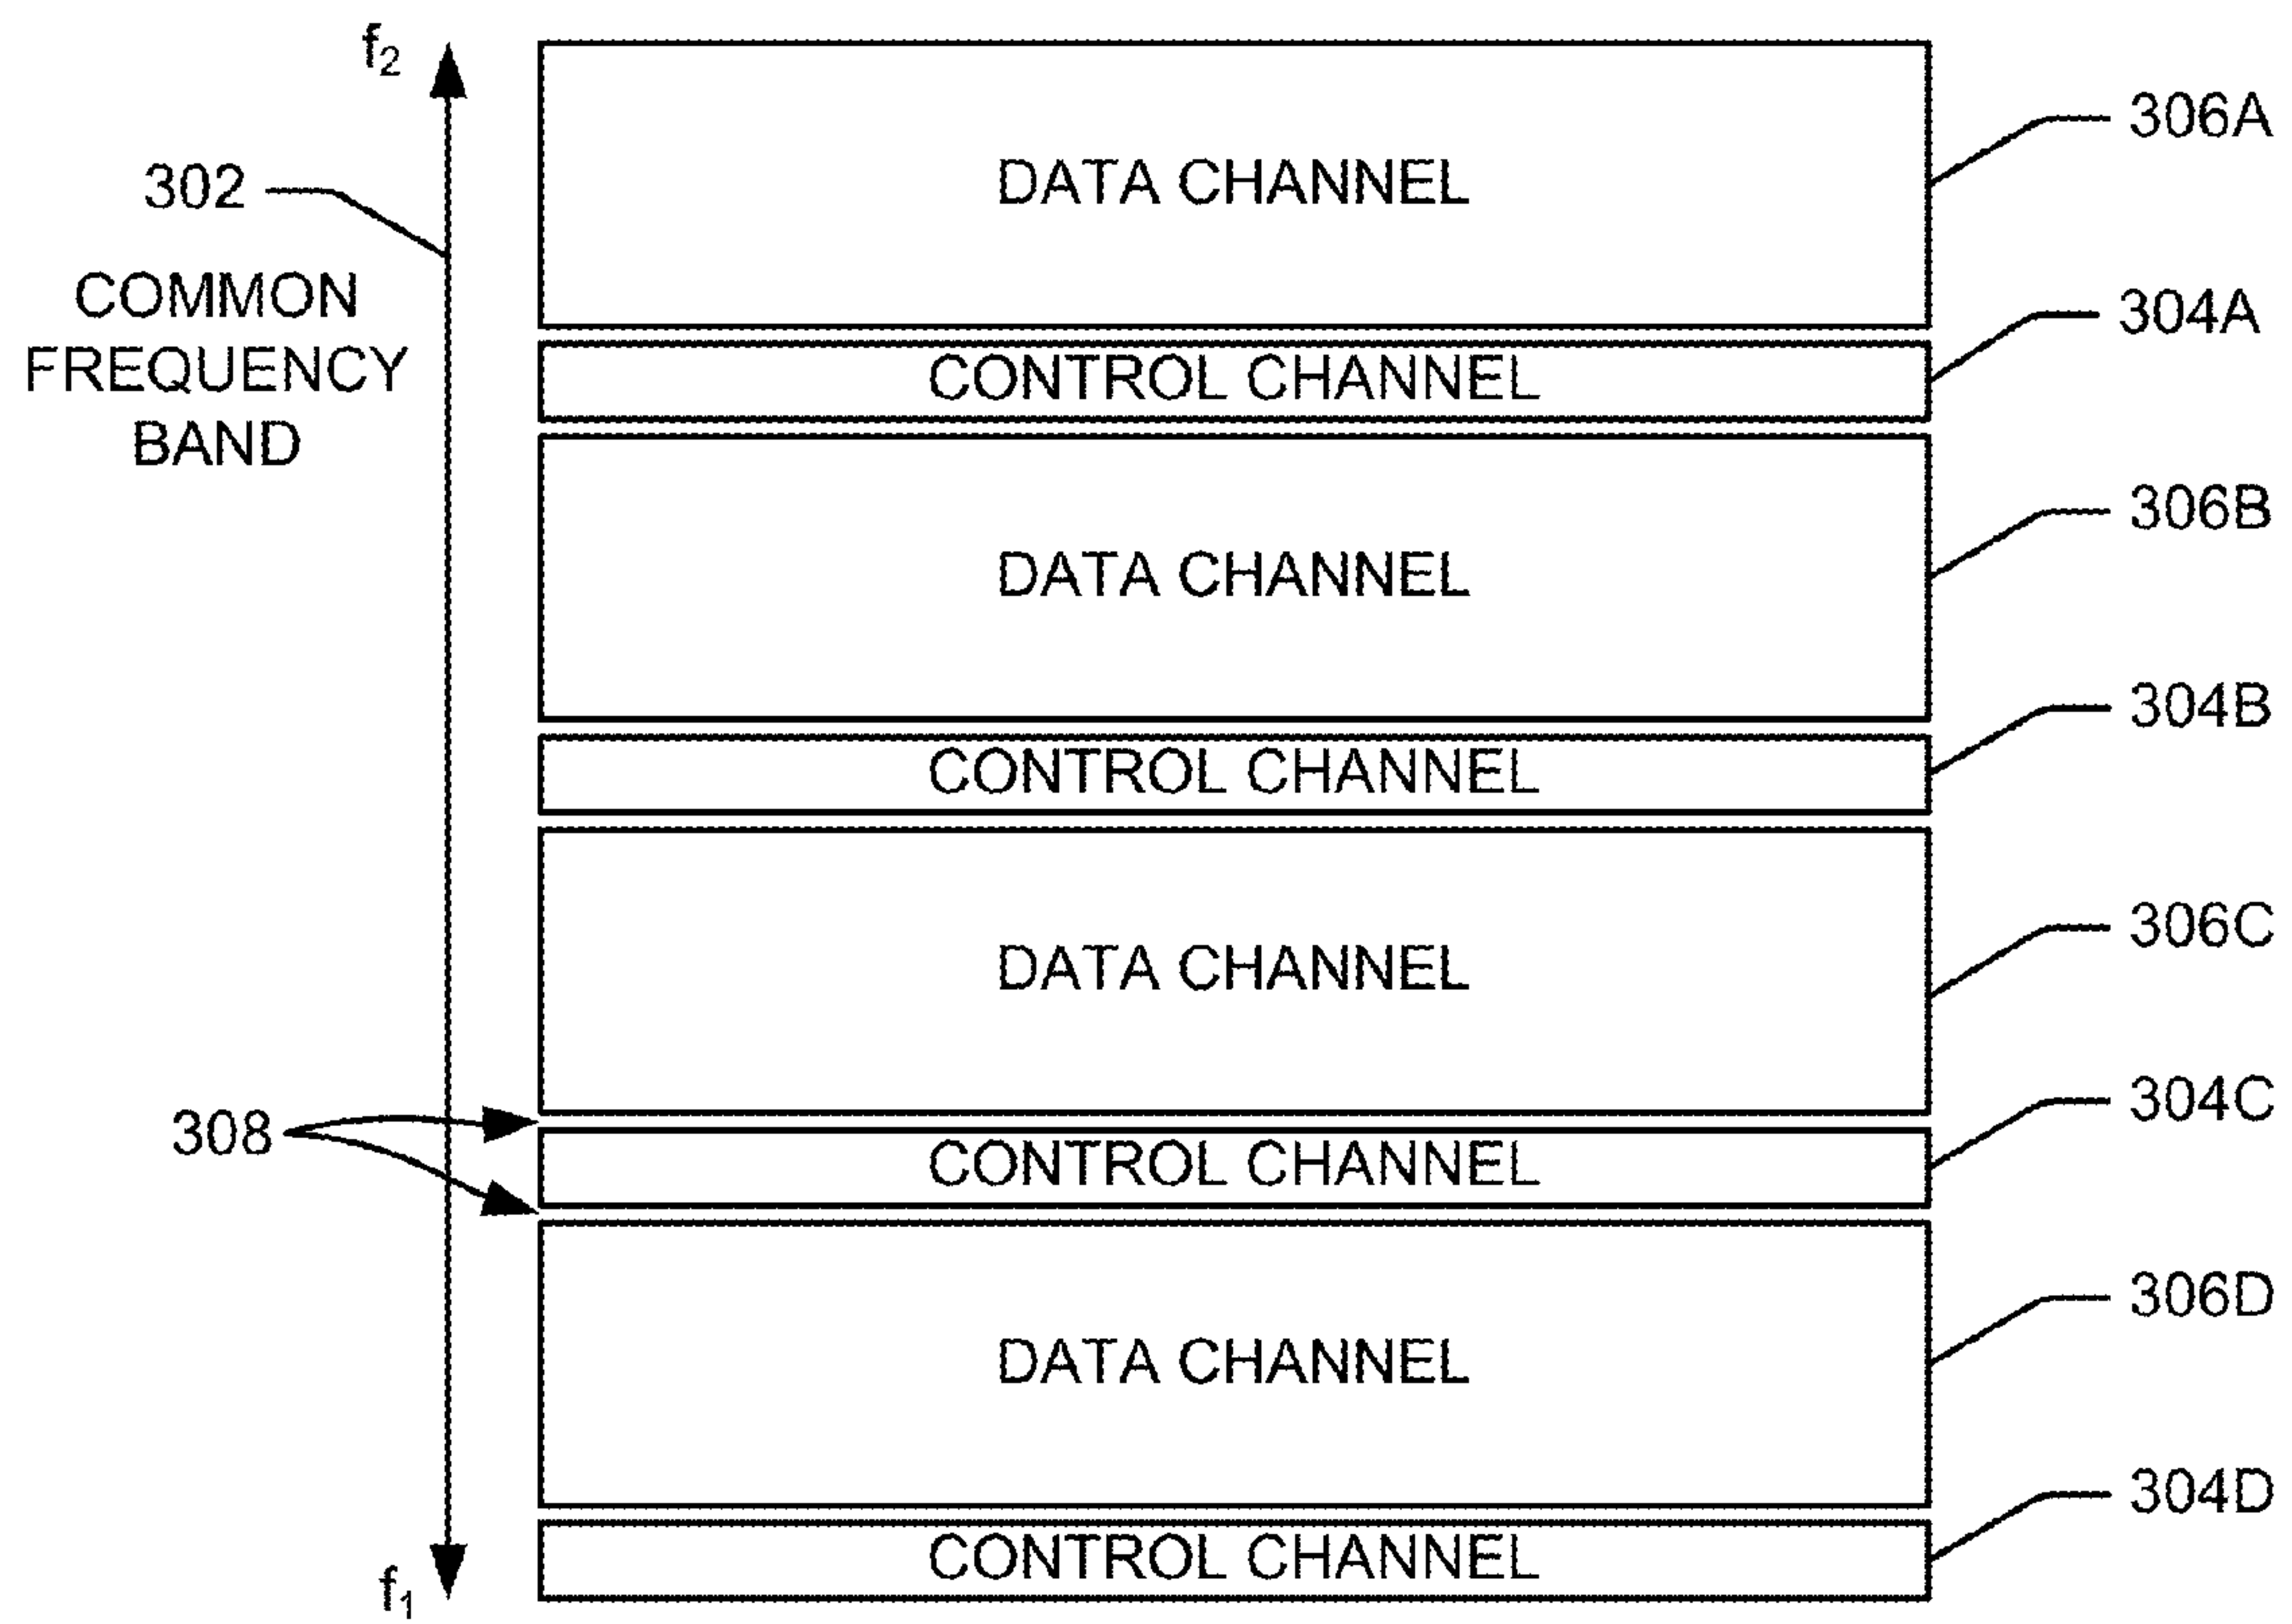 f₂
302
COMMON
FREQUENCY
BAND
DATA CHANNEL
306A
CONTROL CHANNEL
304A
DATA CHANNEL
306B
CONTROL CHANNEL
304B
DATA CHANNEL
306C
308
CONTROL CHANNEL
304C
DATA CHANNEL
306D
CONTROL CHANNEL
304D
f₁